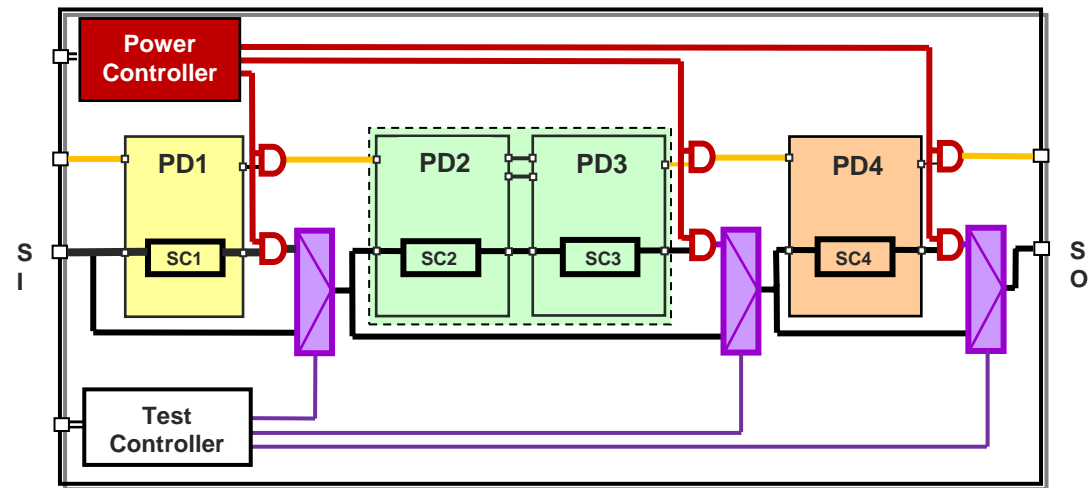 Power
Controller
PD1
PD2
PD3
PD4
SC1
SC2
SC3
SC4
S
I
S
O
Test
Controller